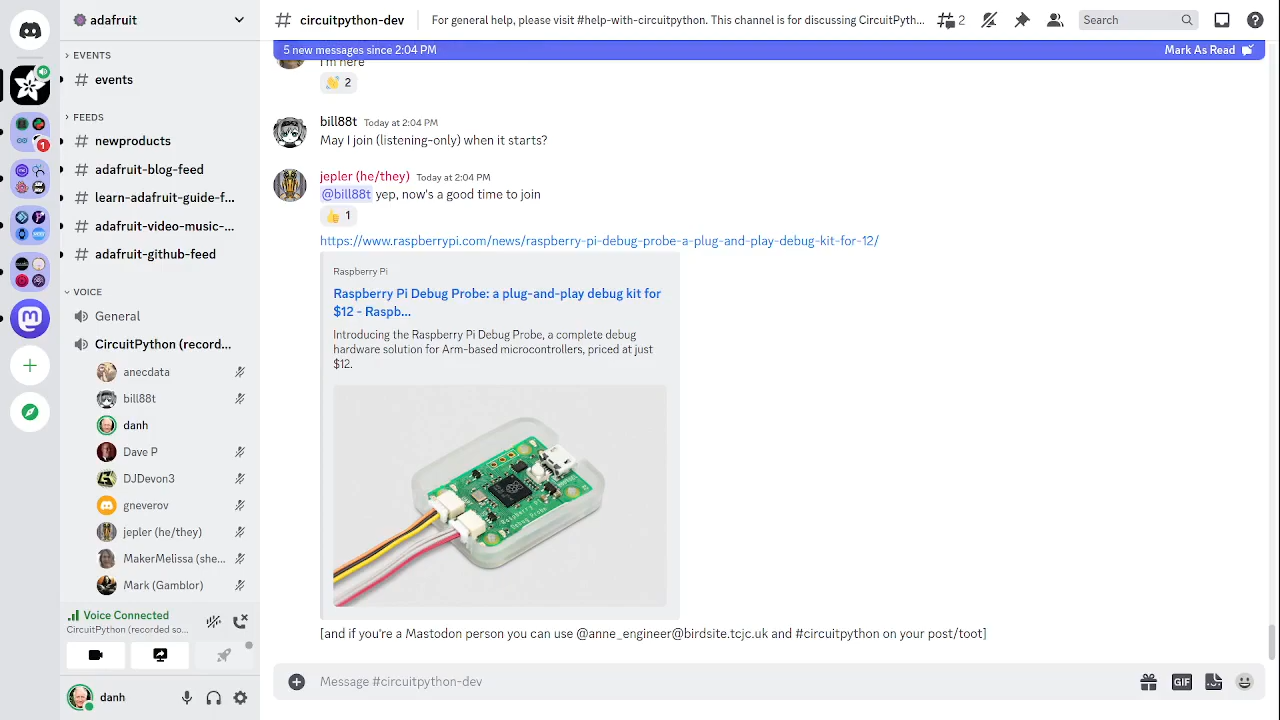 adafruit
EVENTS
events
FEEDS
newproducts
adafruit-blog-feed
learn-adafruit-guide-f...
adafruit-video-music-...
adafruit-github-feed
VOICE
General
CircuitPython (record...
anecdata
bill88t
danh
Dave P
DJDevon3
gneverov
jepler (he/they)
MakerMelissa (she...
Mark (Gamblor)
Voice Connected
CircuitPython (recorded so...
danh
1
# circuitpython-dev
For general help, please visit #help-with-circuitpython. This channel is for discussing CircuitPyth...
2
Search
5 new messages since 2:04 PM
Mark As Read
I'm here
2
bill88t Today at 2:04 PM
May I join (listening-only) when it starts?
jepler (he/they) Today at 2:04 PM
@bill88t yep, now's a good time to join
1
https://www.raspberrypi.com/news/raspberry-pi-debug-probe-a-plug-and-play-debug-kit-for-12/
Raspberry Pi
Raspberry Pi Debug Probe: a plug-and-play debug kit for
$12 - Raspb...
Introducing the Raspberry Pi Debug Probe, a complete debug
hardware solution for Arm-based microcontrollers, priced at just
$12.
Raspberry Pi
Debug Probe
[and if you're a Mastodon person you can use @anne_engineer@birdsite.tcjc.uk and #circuitpython on your post/toot]
Message #circuitpython-dev
GIF